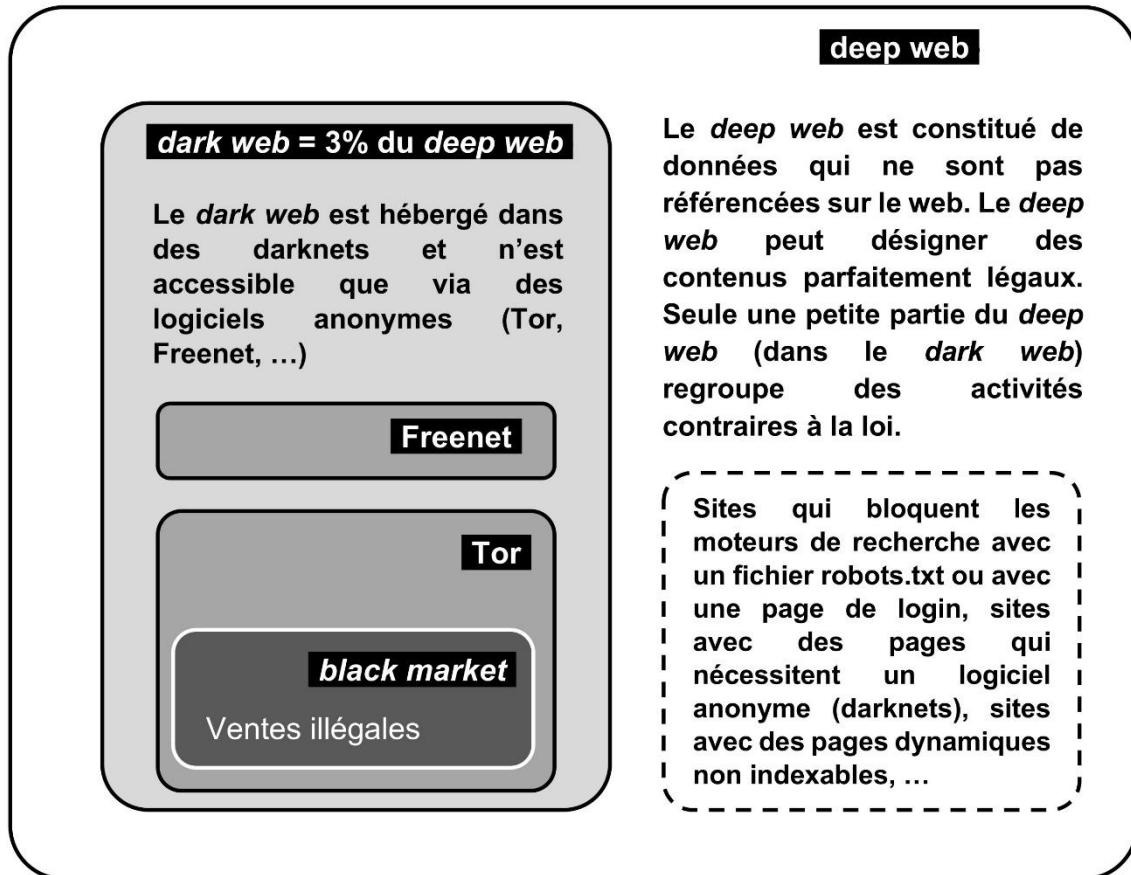 deep web
dark web = 3% du deep web
Le dark web est hébergé dans
des darknets et n’est
accessible que via des
logiciels anonymes (Tor,
Freenet, …)
Freenet
Tor
black market
Ventes illégales
Le deep web est constitué de
données qui ne sont pas
référencées sur le web. Le deep
web peut désigner des
contenus parfaitement légaux.
Seule une petite partie du deep
web (dans le dark web)
regroupe des activités
contraires à la loi.
Sites qui bloquent les
moteurs de recherche avec
un fichier robots.txt ou avec
une page de login, sites
avec des pages qui
nécessitent un logiciel
anonyme (darknets), sites
avec des pages dynamiques
non indexables, …